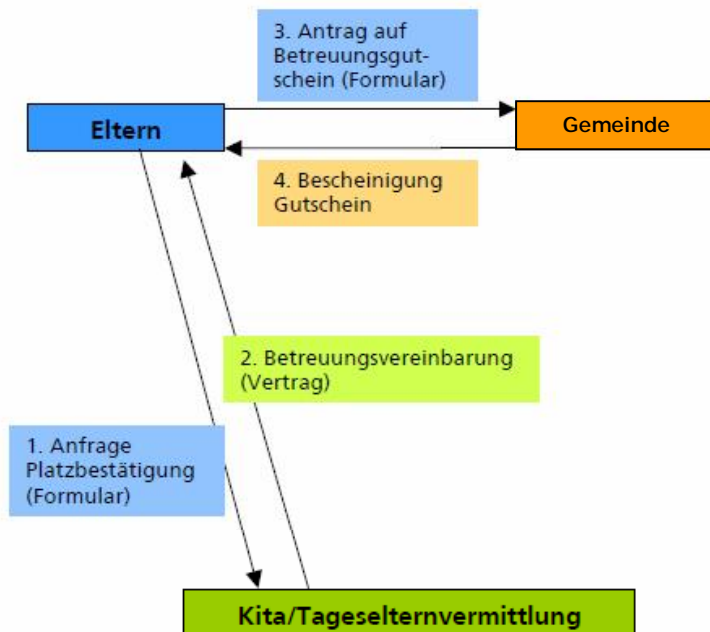 3. Antrag auf
Betreuungsgut-
schein (Formular)
Eltern
Gemeinde
4. Bescheinigung
Gutschein
2. Betreuungsvereinbarung
(Vertrag)
1. Anfrage
Platzbestätigung
(Formular)
Kita/Tageselternvermittlung